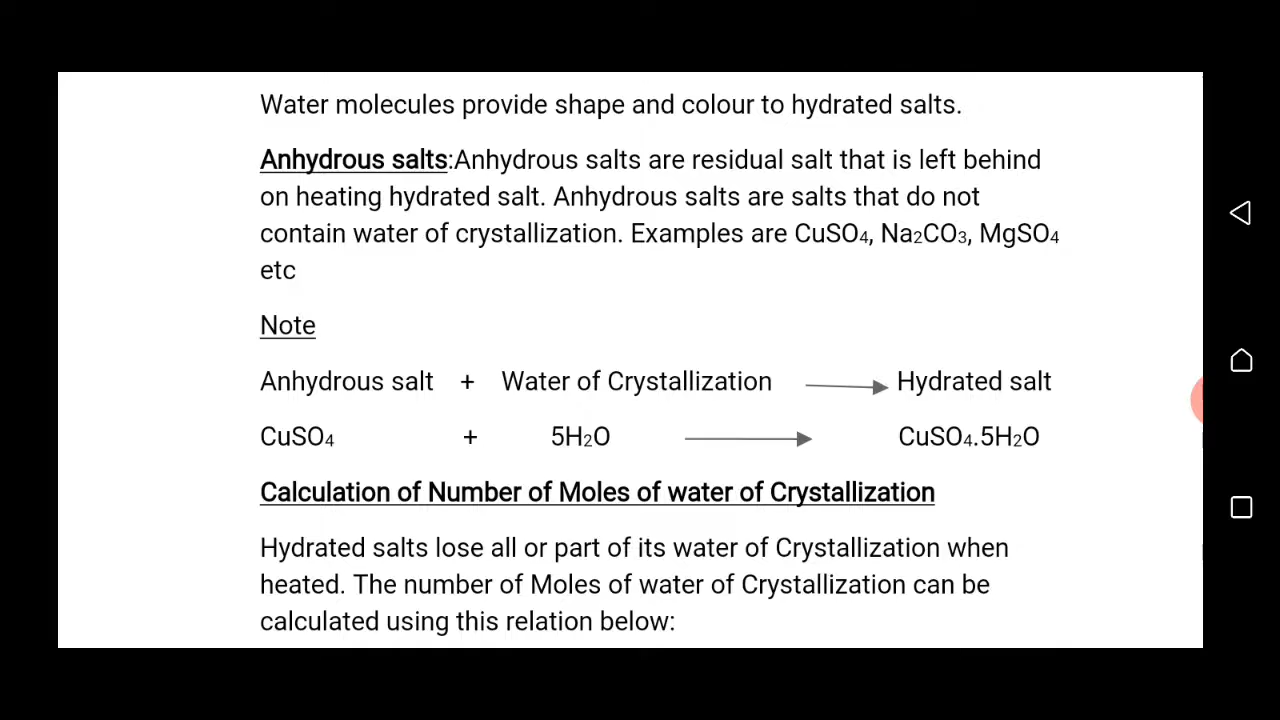 Water molecules provide shape and colour to hydrated salts.
Anhydrous salts:Anhydrous salts are residual salt that is left behind
on heating hydrated salt. Anhydrous salts are salts that do not
contain water of crystallization. Examples are CuSO₄, Na₂CO₃, MgSO₄
etc
Note
Anhydrous salt + Water of Crystallization ⟶ Hydrated salt
CuSO₄ + 5H₂O ⟶ CuSO₄.5H₂O
Calculation of Number of Moles of water of Crystallization
Hydrated salts lose all or part of its water of Crystallization when
heated. The number of Moles of water of Crystallization can be
calculated using this relation below: